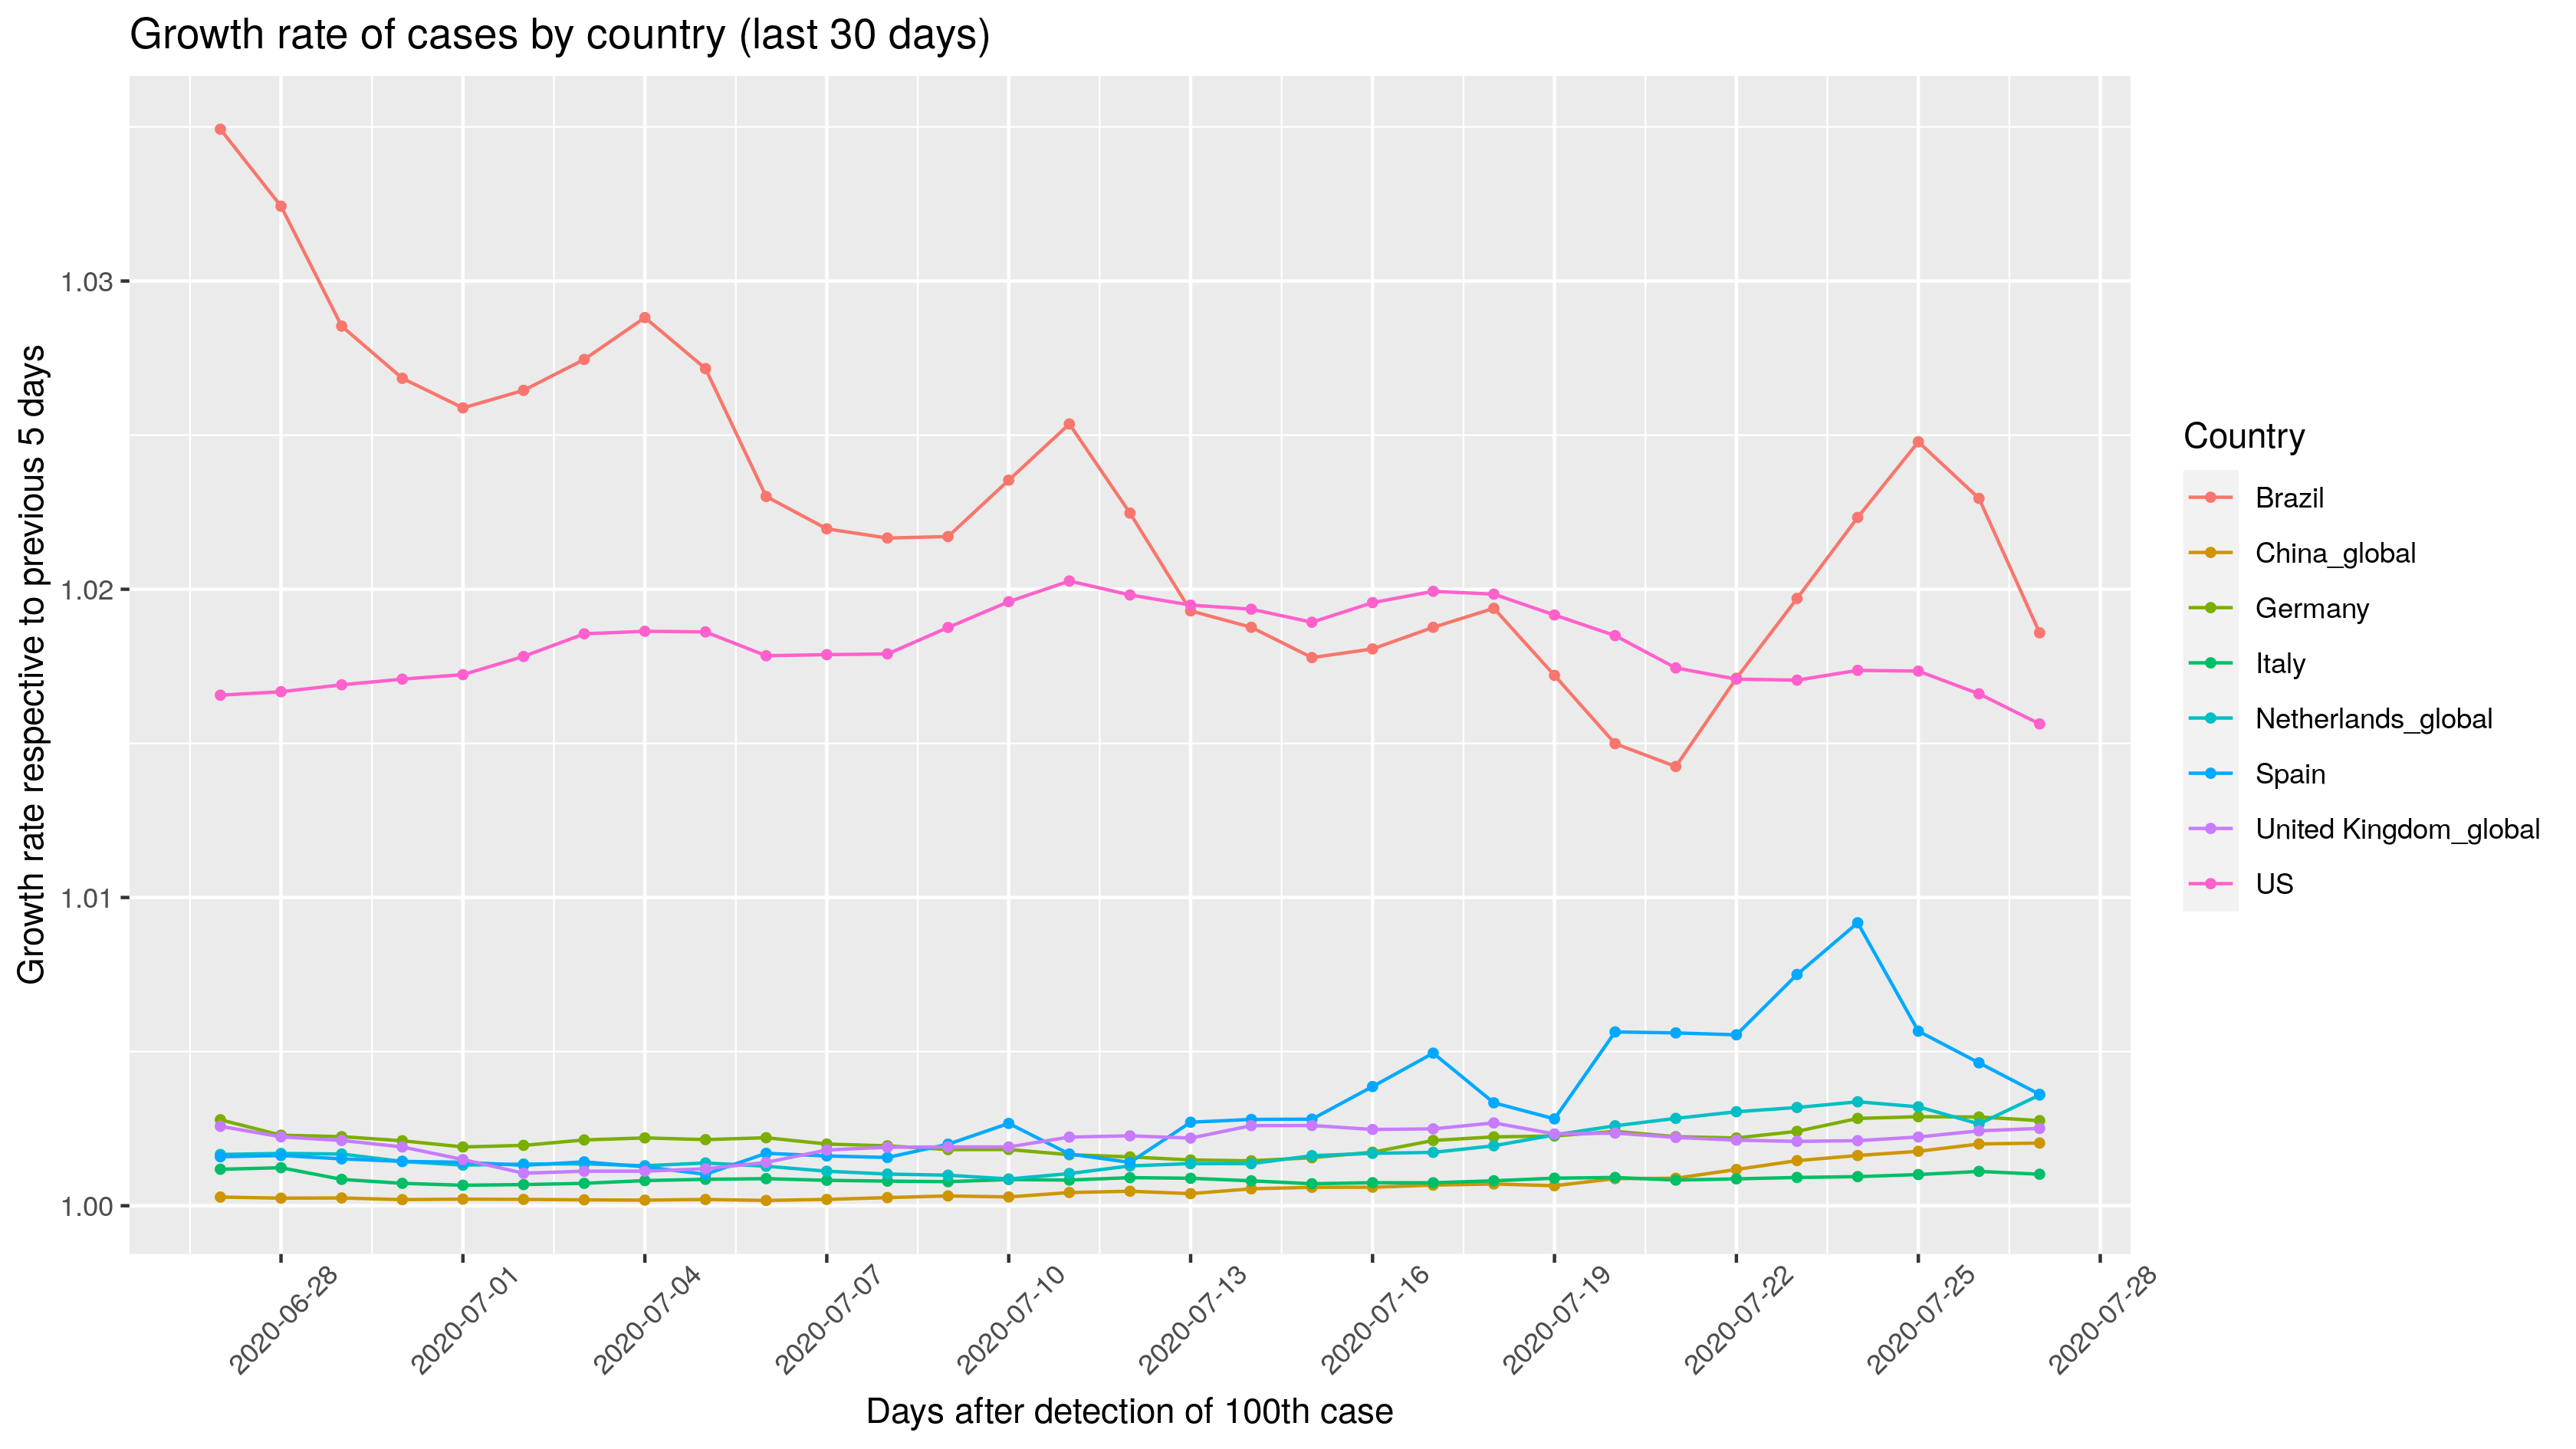 Growth rate of cases by country (last 30 days)
Growth rate respective to previous 5 days
1.03
1.02
1.01
1.00
2020-06-28
2020-07-01
2020-07-04
2020-07-07
2020-07-10
2020-07-13
2020-07-16
2020-07-19
2020-07-22
2020-07-25
2020-07-28
Days after detection of 100th case
Country
Brazil
China_global
Germany
Italy
Netherlands_global
Spain
United Kingdom_global
US